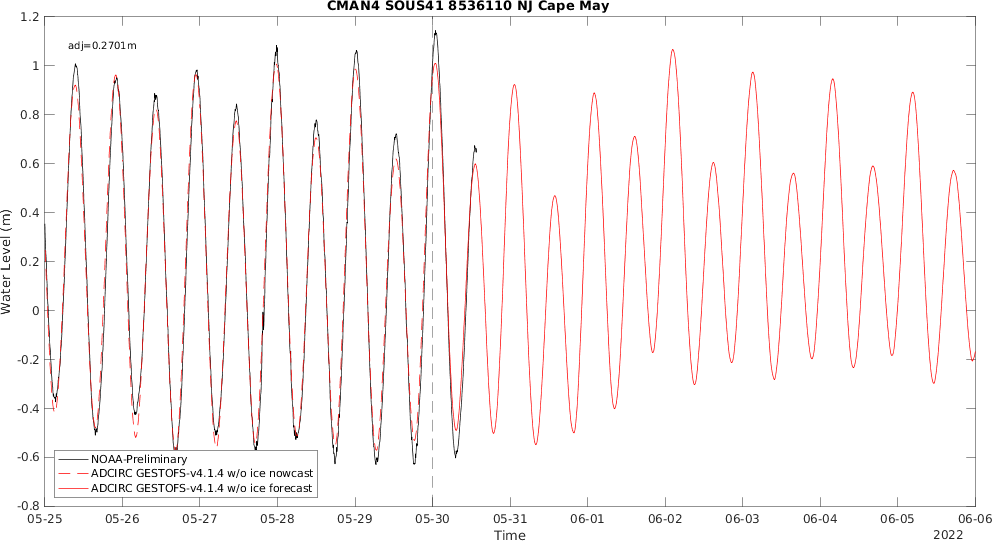 CMAN4 SOUS41 8536110 NJ Cape May
adj=0.2701m
1.2
1
0.8
0.6
0.4
0.2
0
-0.2
-0.4
-0.6
-0.8
Water Level (m)
NOAA-Preliminary
ADCIRC GESTOFS-v4.1.4 w/o ice nowcast
ADCIRC GESTOFS-v4.1.4 w/o ice forecast
05-25 05-26 05-27 05-28 05-29 05-30 05-31 06-01 06-02 06-03 06-04 06-05 06-06
Time
2022